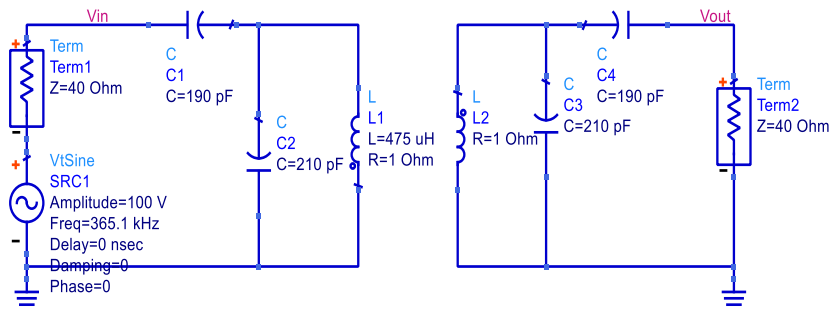 Vin
Vout
+
Term
Term1
Z=40 Ohm
-
C
C1
C=190 pF
C
C2
C=210 pF
L
L1
L=475 uH
R=1 Ohm
L
L2
R=1 Ohm
C
C3
C=210 pF
C
C4
C=190 pF
+
Term
Term2
Z=40 Ohm
-
+
VtSine
SRC1
Amplitude=100 V
Freq=365.1 kHz
Delay=0 nsec
Damping=0
Phase=0
-